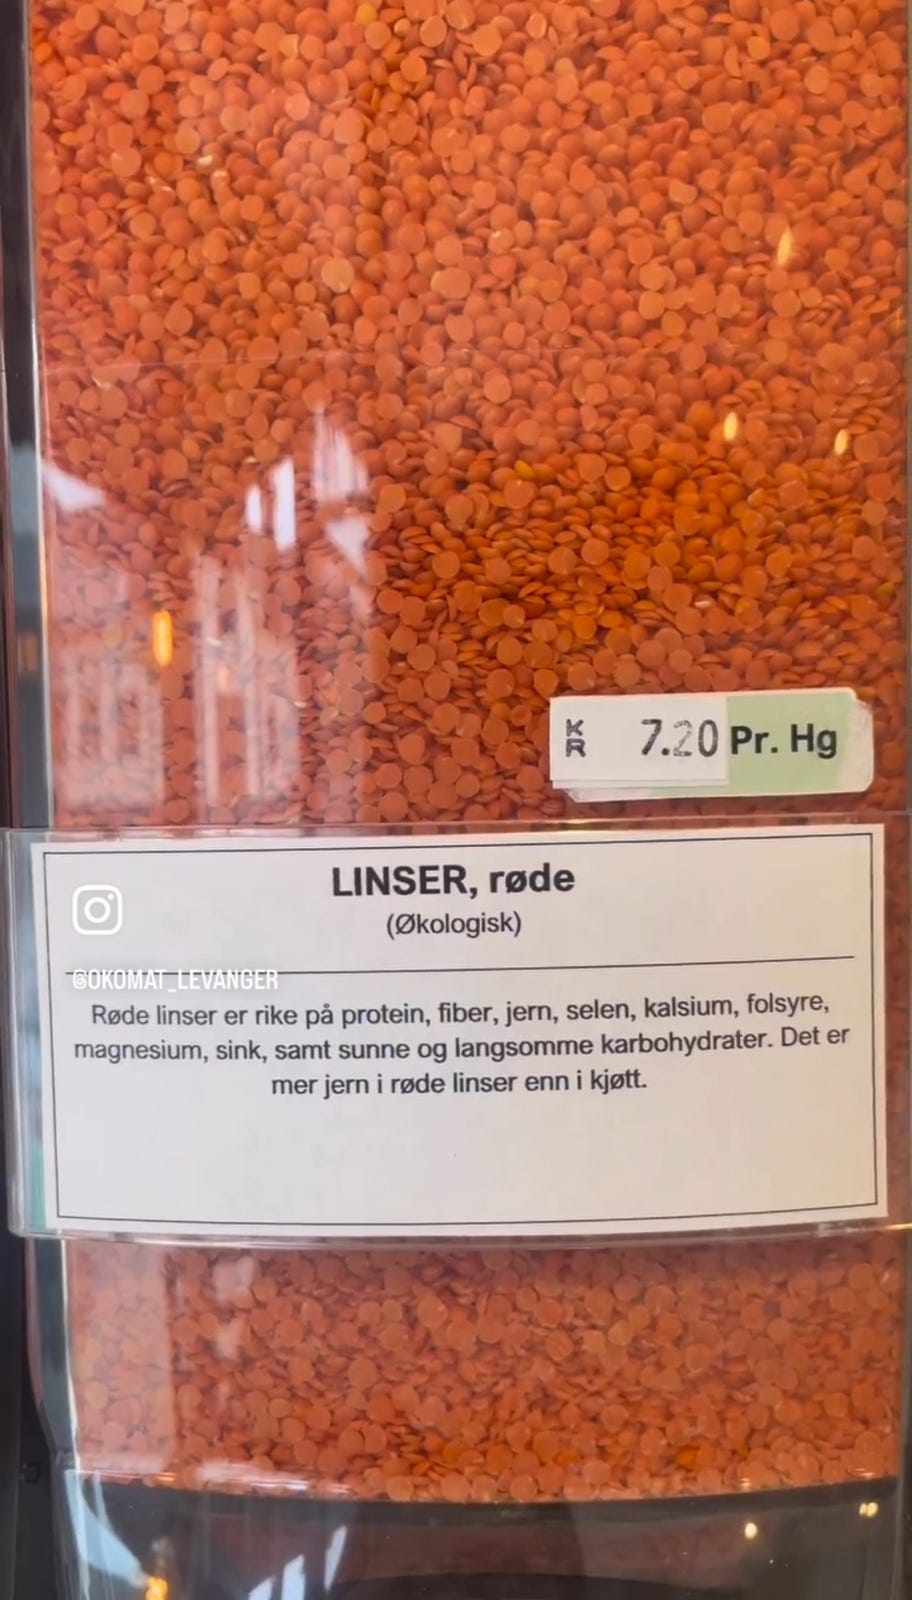 KR 7.20 Pr. Hg
LINSER, røde
(Økologisk)
@OKOMAT_LEVANGER
Røde linser er rike på protein, fiber, jern, selen, kalsium, folsyre,
magnesium, sink, samt sunne og langsomme karbohydrater. Det er
mer jern i røde linser enn i kjøtt.